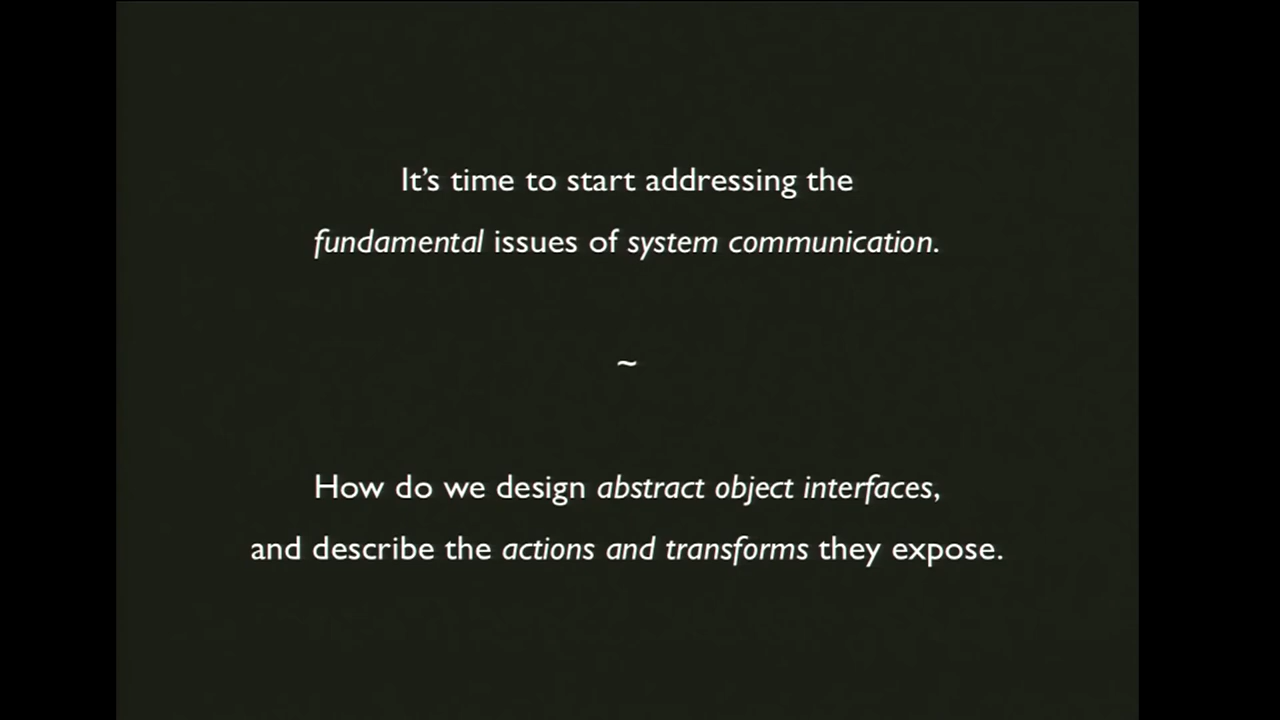 It’s time to start addressing the
fundamental issues of system communication.
~
How do we design abstract object interfaces,
and describe the actions and transforms they expose.